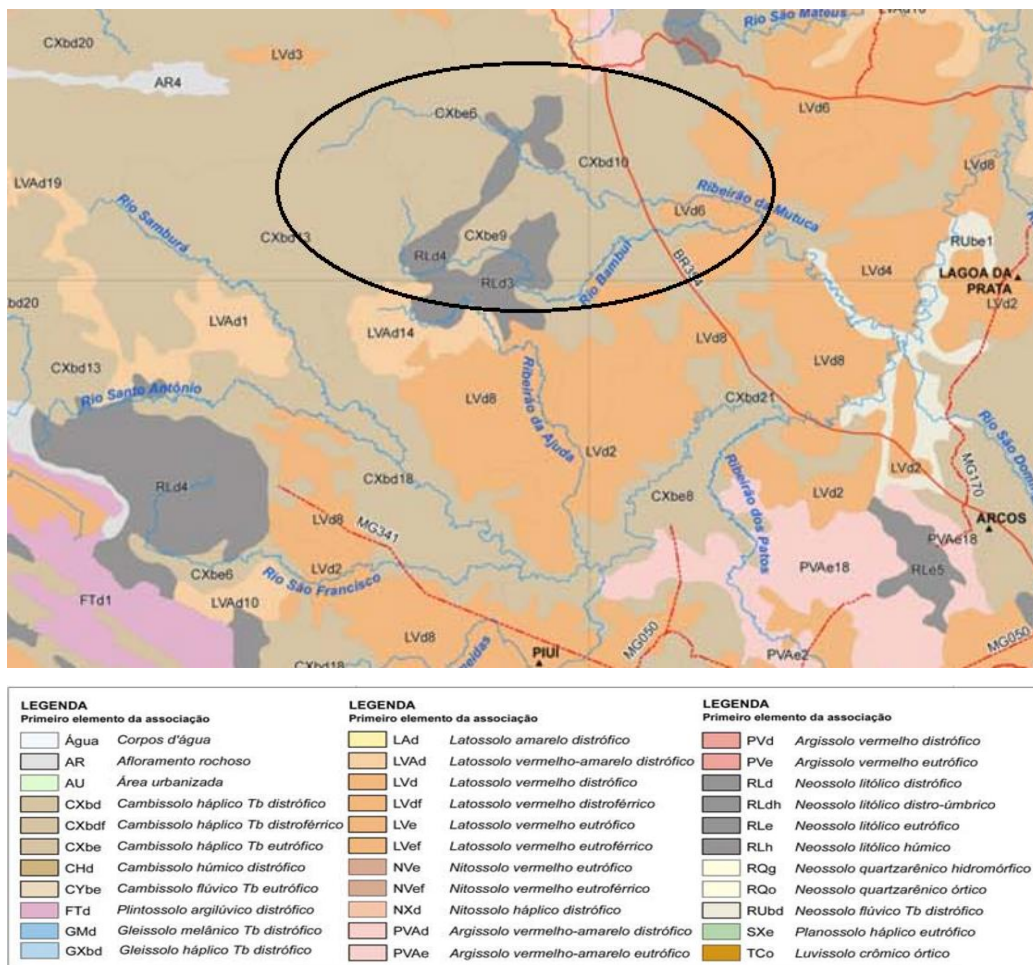 Rio São Mateus
LVAd10
CXbd20
LVd3
AR4
CXbe6
LVd6
CXbd10
LVd8
LVAd19
Rio Samburá
Ribeirão da Mutuca
CXbd13
CXbe9
LVd6
RUbe1
RLd4
Rio Bambuí
BR354
LVd4
LAGOA DA
PRATA
RLd3
LVd2
bd20
LVAd1
LVAd14
LVd8
LVd8
CXbd13
Rio Santo Antônio
LVd8
Ribeirão da Ajuda
CXbd21
LVd2
CXbd18
CXbe8
Ribeirão dos Patos
LVd2
LVd2
MG170
RLd4
LVd8
MG341
ARCOS
PVAe18
PVAe18
RLe5
CXbe6
LVd2
Rio São Francisco
FTd1
LVAd10
LVd8
MG050
MG050
CXbd18
PIUÍ
PVAe2
LEGENDA
Primeiro elemento da associação
Água Corpos d'água
AR Afloramento rochoso
AU Área urbanizada
CXbd Cambissolo háplico Tb distrófico
CXbdf Cambissolo háplico Tb distroférrico
CXbe Cambissolo háplico Tb eutrófico
CHd Cambissolo húmico distrófico
CYbe Cambissolo flúvico Tb eutrófico
FTd Plintossolo argilúvico distrófico
GMd Gleissolo melânico Tb distrófico
GXbd Gleissolo háplico Tb distrófico
LEGENDA
Primeiro elemento da associação
LAd Latossolo amarelo distrófico
LVAd Latossolo vermelho-amarelo distrófico
LVd Latossolo vermelho distrófico
LVdf Latossolo vermelho distroférrico
LVe Latossolo vermelho eutrófico
LVef Latossolo vermelho eutroférrico
NVe Nitossolo vermelho eutrófico
NVef Nitossolo vermelho eutroférrico
NXd Nitossolo háplico distrófico
PVAd Argissolo vermelho-amarelo distrófico
PVAe Argissolo vermelho-amarelo eutrófico
LEGENDA
Primeiro elemento da associação
PVd Argissolo vermelho distrófico
PVe Argissolo vermelho eutrófico
RLd Neossolo litólico distrófico
RLdh Neossolo litólico distro-úmbrico
RLe Neossolo litólico eutrófico
RLh Neossolo litólico húmico
RQg Neossolo quartzarênico hidromórfico
RQo Neossolo quartzarênico órtico
RUbd Neossolo flúvico Tb distrófico
SXe Planossolo háplico eutrófico
TCo Luvissolo crômico órtico